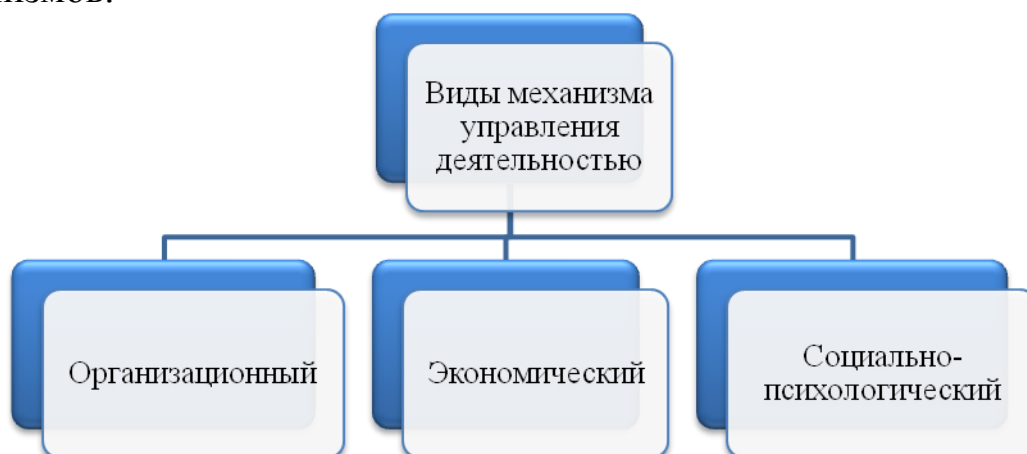 Виды механизма
управления
деятельностью
Организационный
Экономический
Социально-
психологический